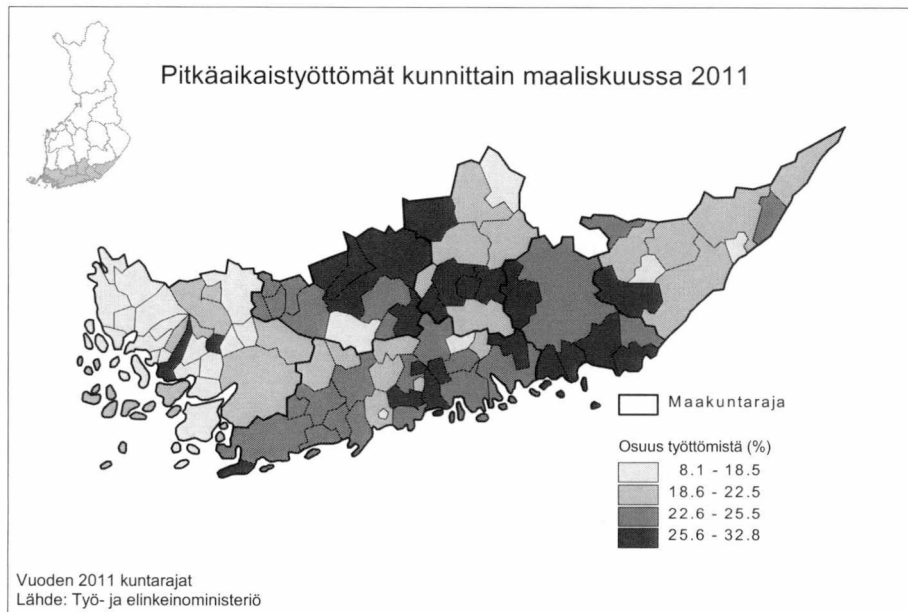 Pitkäaikaistyöttömät kunnittain maaliskuussa 2011
Maakuntaraja
Osuus työttömistä (%)
8.1 - 18.5
18.6 - 22.5
22.6 - 25.5
25.6 - 32.8
Vuoden 2011 kuntarajat
Lähde: Työ- ja elinkeinoministeriö